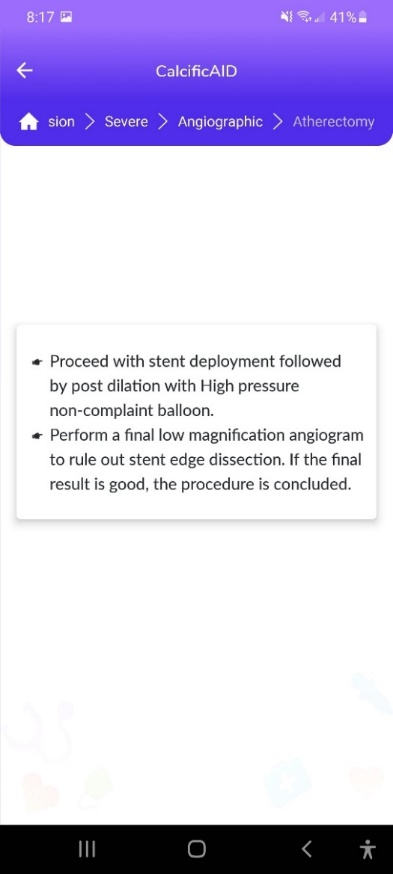 8:17 41%
CalcificAID
sion Severe Angiographic Atherectomy
Proceed with stent deployment followed
by post dilation with High pressure
non-complaint balloon.
Perform a final low magnification angiogram
to rule out stent edge dissection. If the final
result is good, the procedure is concluded.